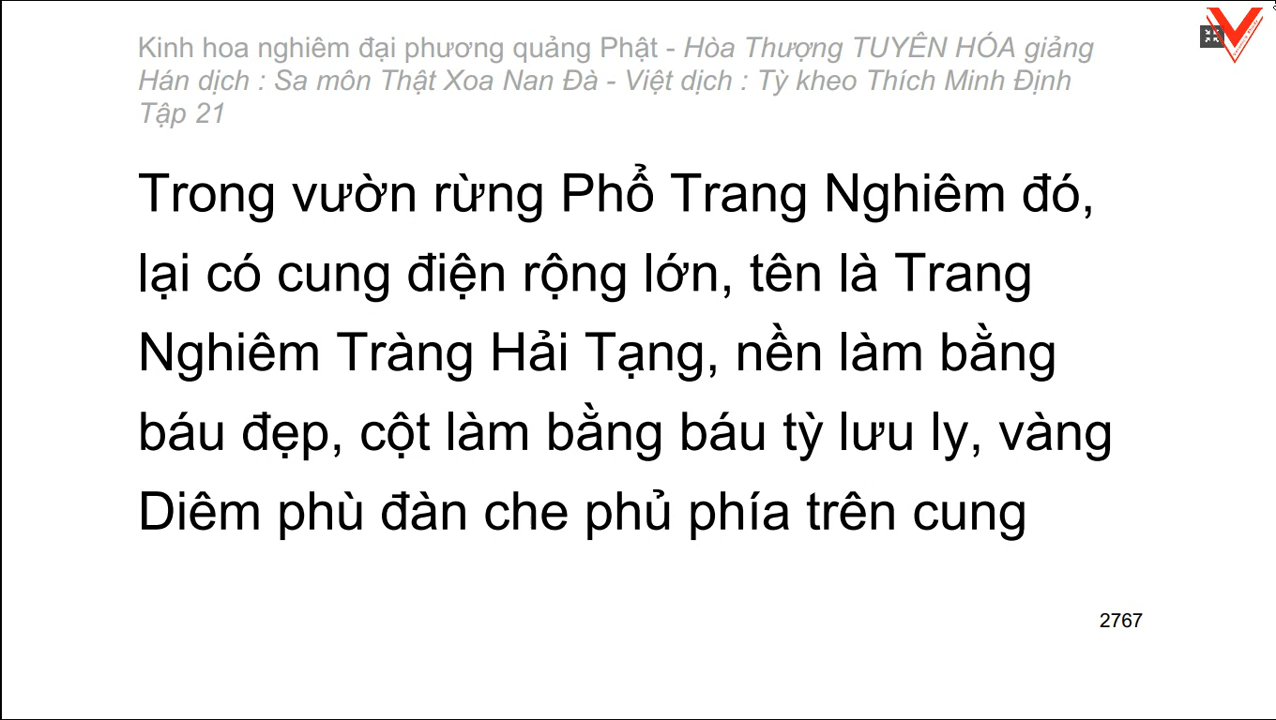 Kinh hoa nghiêm đại phương quảng Phật - Hòa Thượng TUYÊN HÓA giảng
Hán dịch : Sa môn Thật Xoa Nan Đà - Việt dịch : Tỳ kheo Thích Minh Định
Tập 21
Trong vườn rừng Phổ Trang Nghiêm đó,
lại có cung điện rộng lớn, tên là Trang
Nghiêm Tràng Hải Tạng, nền làm bằng
báu đẹp, cột làm bằng báu tỳ lưu ly, vàng
Diêm phù đàn che phủ phía trên cung
2767